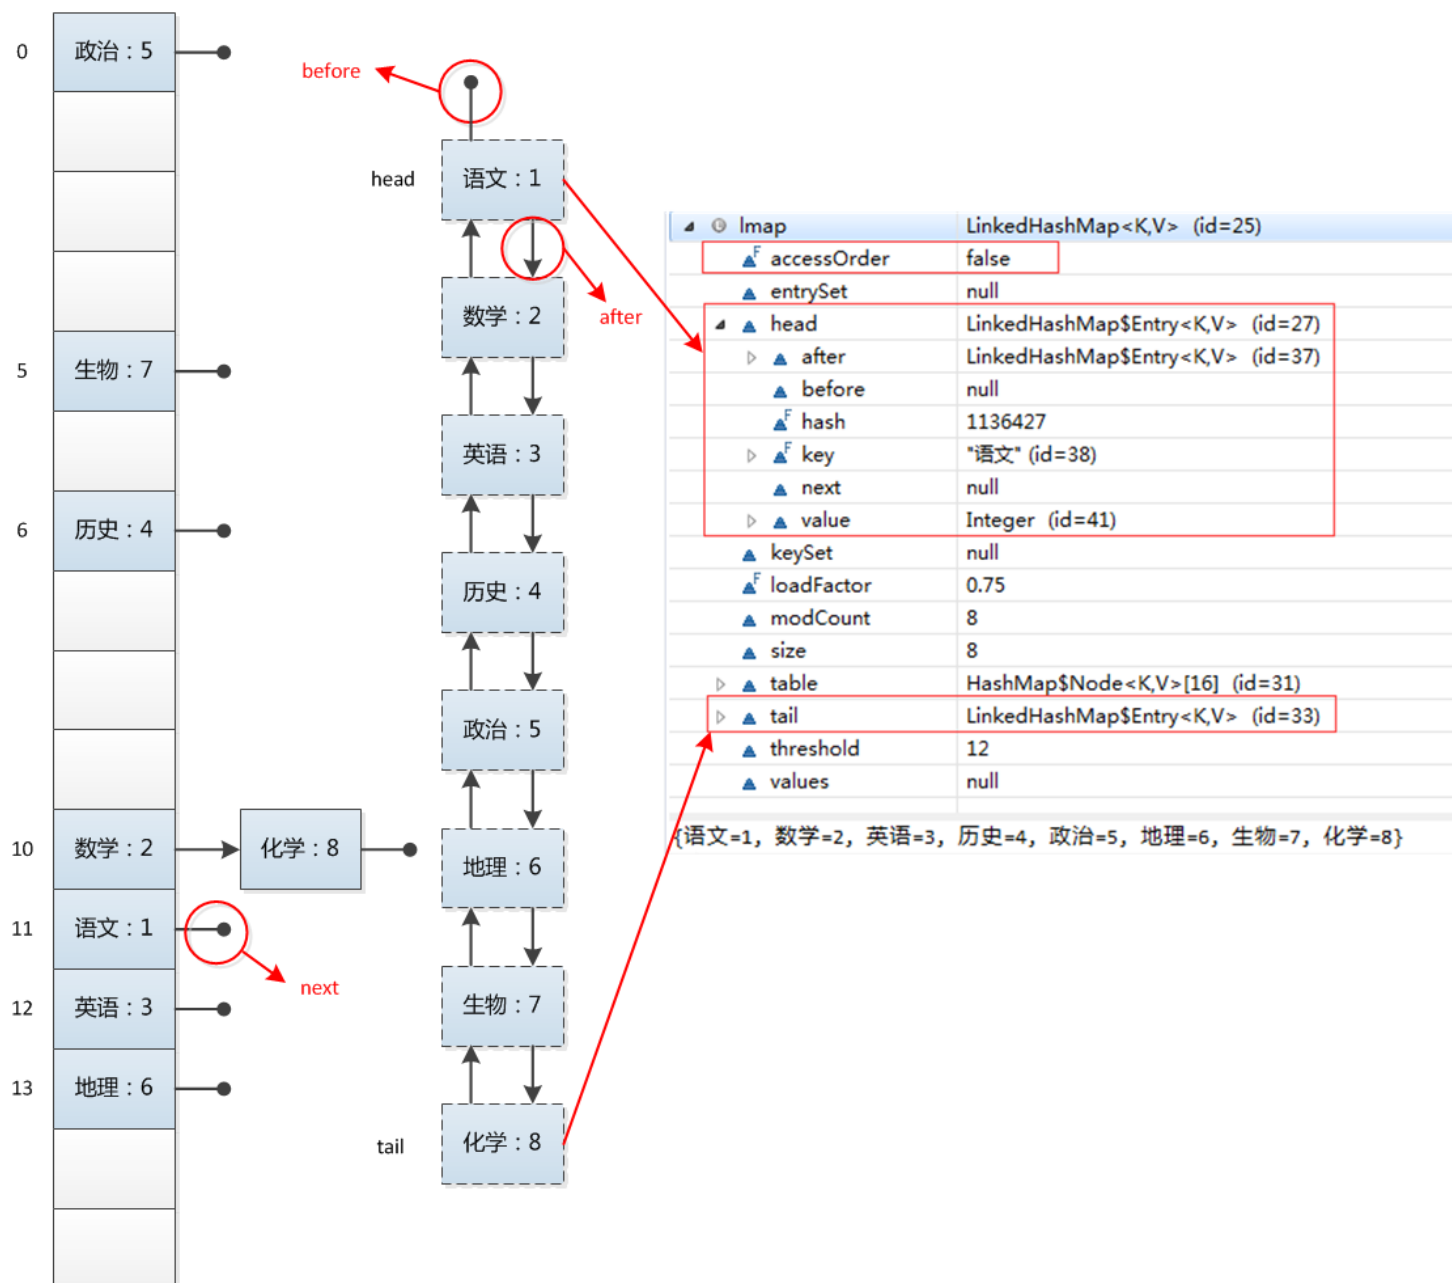 0
政治：5
5
生物：7
6
历史：4
10
数学：2
化学：8
11
语文：1
next
12
英语：3
13
地理：6
before
head
语文：1
after
数学：2
英语：3
历史：4
政治：5
地理：6
生物：7
tail
化学：8
lmap LinkedHashMap<K,V> (id=25)
F accessOrder false
entrySet null
head LinkedHashMap$Entry<K,V> (id=27)
after LinkedHashMap$Entry<K,V> (id=37)
before null
F hash 1136427
F key "语文" (id=38)
next null
value Integer (id=41)
keySet null
F loadFactor 0.75
modCount 8
size 8
table HashMap$Node<K,V>[16] (id=31)
tail LinkedHashMap$Entry<K,V> (id=33)
threshold 12
values null
{语文=1, 数学=2, 英语=3, 历史=4, 政治=5, 地理=6, 生物=7, 化学=8}